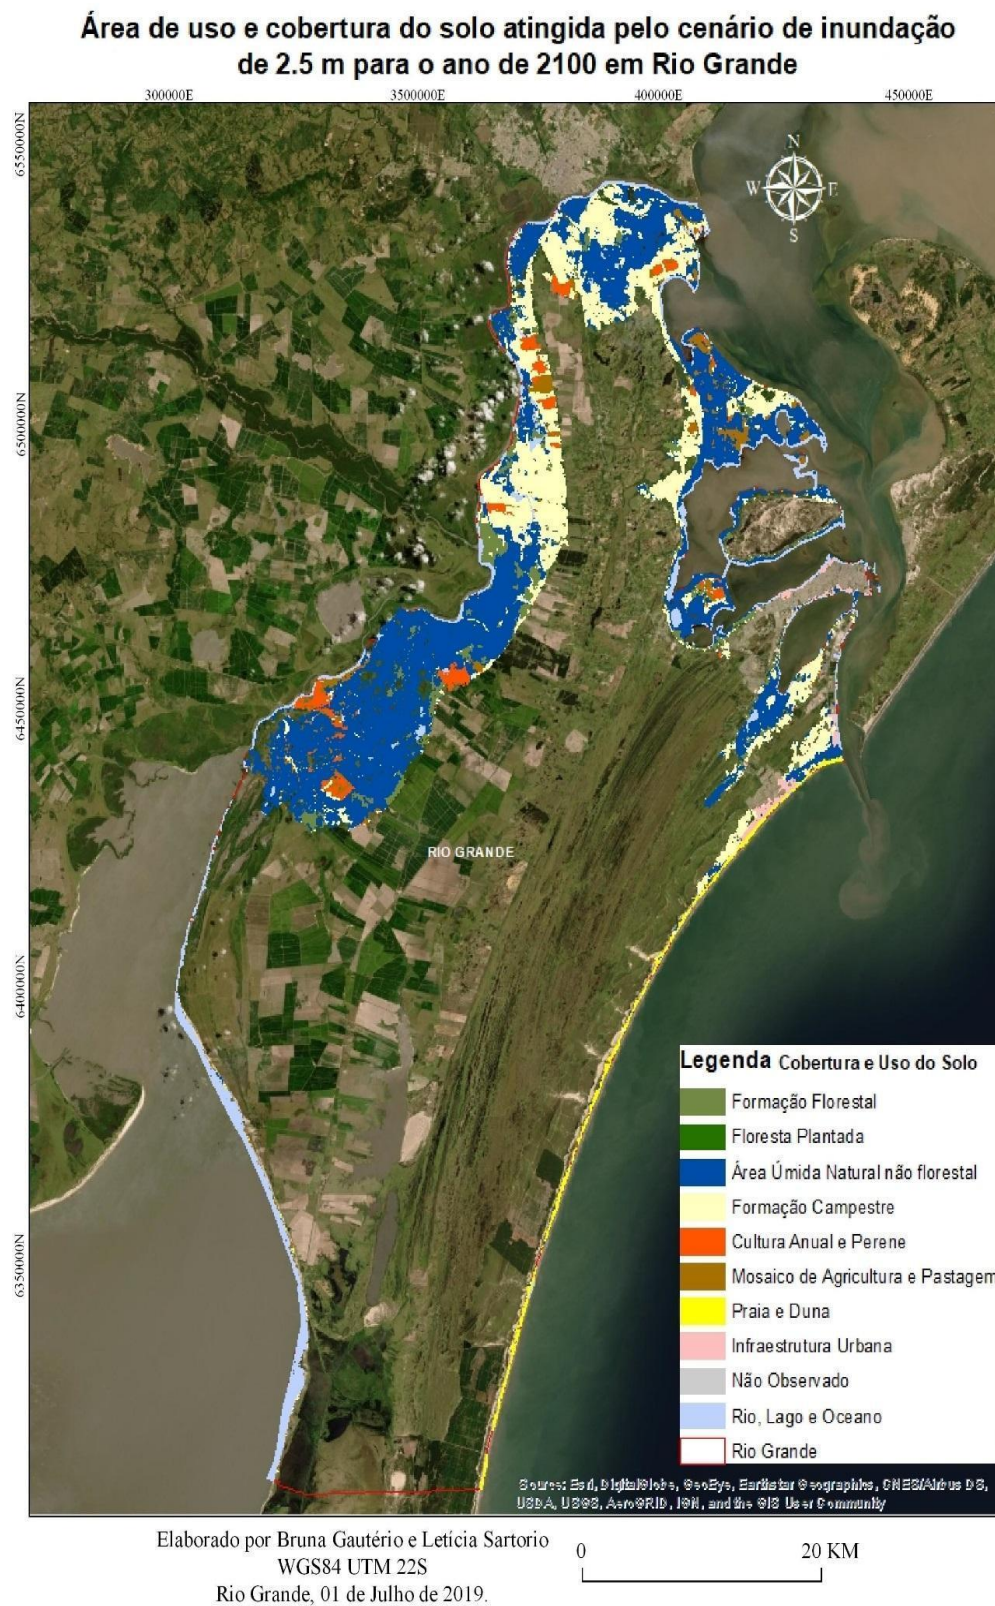 Área de uso e cobertura do solo atingida pelo cenário de inundação
de 2.5 m para o ano de 2100 em Rio Grande
300000E 3500000E 400000E 450000E
6550000N
6500000N
6450000N
6400000N
6350000N
N
W E
S
RIO GRANDE
Legenda Cobertura e Uso do Solo
Formação Florestal
Floresta Plantada
Área Úmida Natural não florestal
Formação Campestre
Cultura Anual e Perene
Mosaico de Agricultura e Pastagem
Praia e Duna
Infraestrutura Urbana
Não Observado
Rio, Lago e Oceano
Rio Grande
Source: Esri, DigitalGlobe, GeoEye, Earthstar Geographics, CNES/Airbus DS,
USDA, USGS, AeroGRID, IGN, and the GIS User Community
Elaborado por Bruna Gautério e Letícia Sartorio
WGS84 UTM 22S
Rio Grande, 01 de Julho de 2019.
0 20 KM